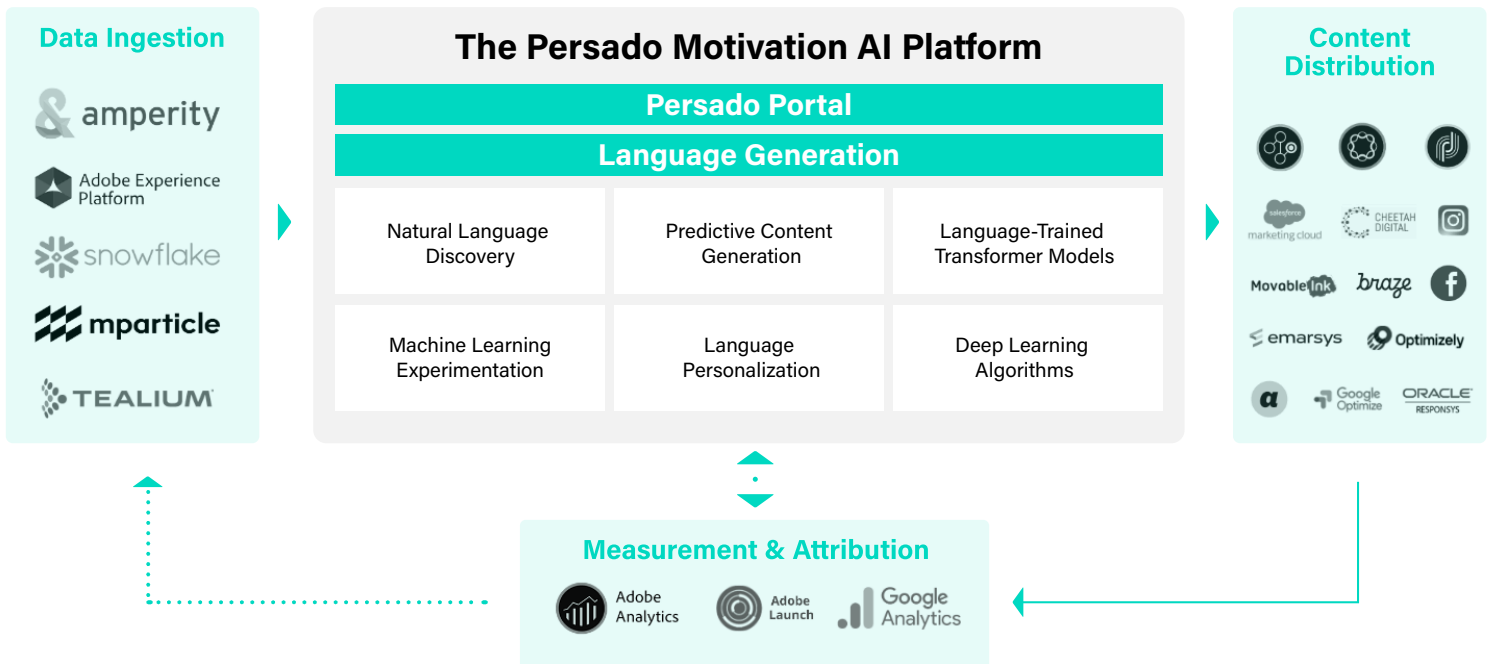 Data Ingestion
& amperity
Adobe Experience
Platform
snowflake
mparticle
TEALIUM
The Persado Motivation AI Platform
Persado Portal
Language Generation
Natural Language
Discovery
Predictive Content
Generation
Language-Trained
Transformer Models
Machine Learning
Experimentation
Language
Personalization
Deep Learning
Algorithms
Content
Distribution
salesforce
marketing cloud
CHEETAH
DIGITAL
Movable Ink
braze
f
emarsys
Optimizely
a
Google
Optimize
ORACLE
RESPONSYS
Measurement & Attribution
Adobe
Analytics
Adobe
Launch
Google
Analytics